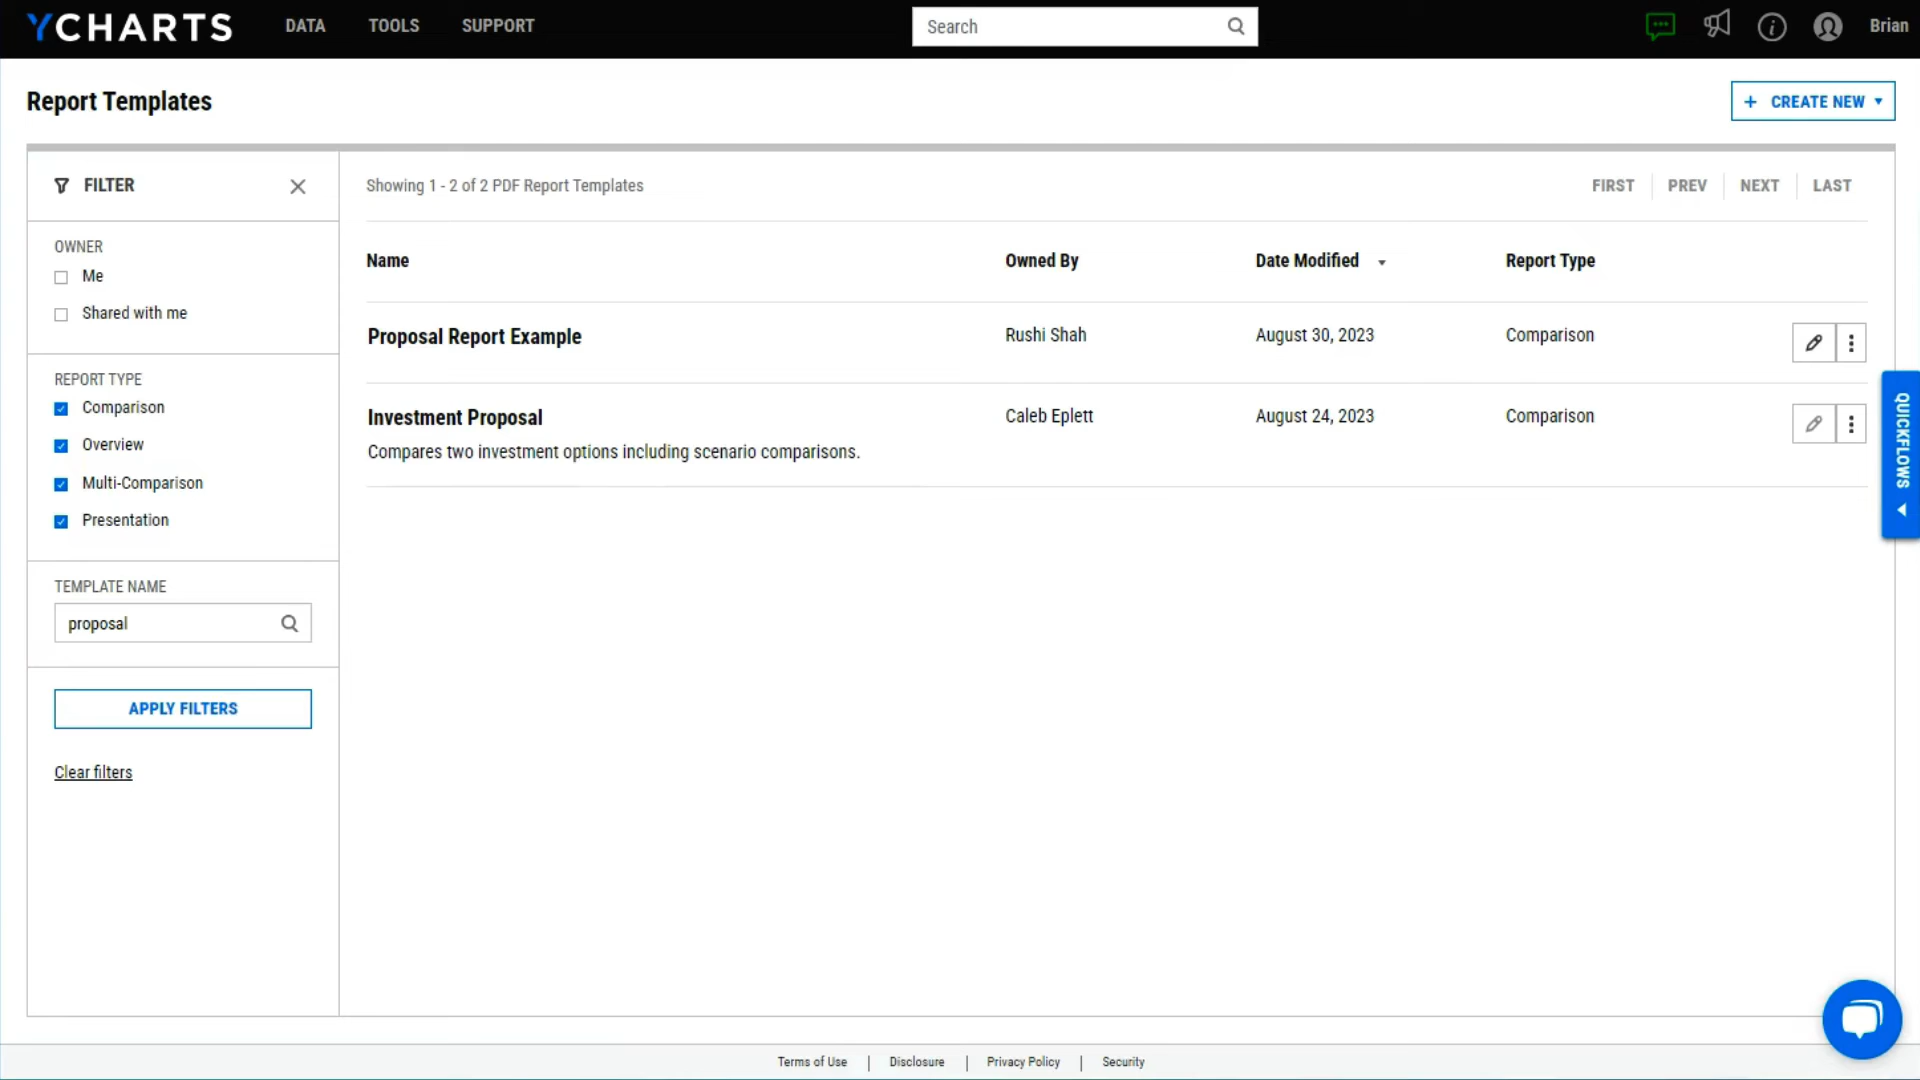 YCHARTS DATA TOOLS SUPPORT Search Brian
Report Templates
+ CREATE NEW
FILTER
Showing 1 - 2 of 2 PDF Report Templates
FIRST PREV NEXT LAST
OWNER
Me
Shared with me
REPORT TYPE
Comparison
Overview
Multi-Comparison
Presentation
TEMPLATE NAME
proposal
APPLY FILTERS
Clear filters
Name Owned By Date Modified Report Type
Proposal Report Example Rushi Shah August 30, 2023 Comparison
Investment Proposal Caleb Eplett August 24, 2023 Comparison
Compares two investment options including scenario comparisons.
QUICKFLOWS
Terms of Use | Disclosure | Privacy Policy | Security